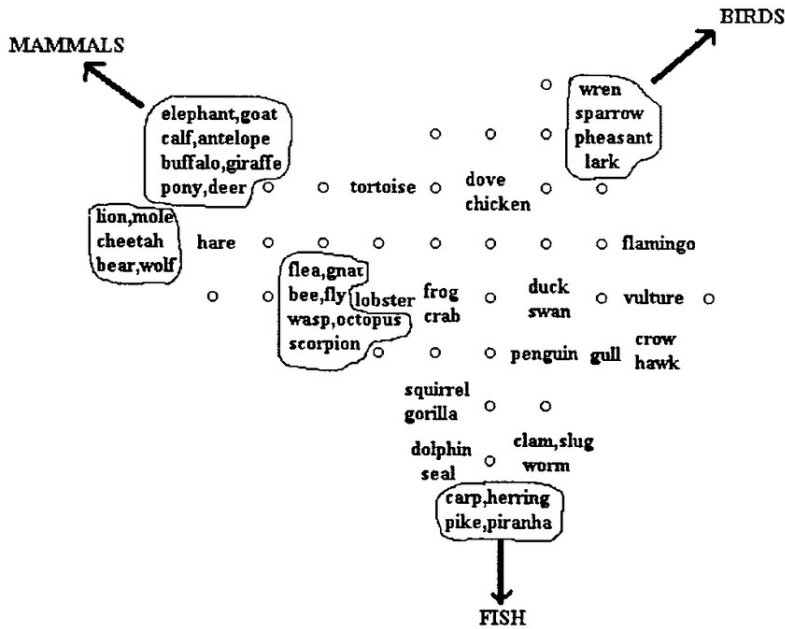 BIRDS
MAMMALS
elephant,goat
calf,antelope
buffalo,giraffe
pony,deer
wren
sparrow
pheasant
lark
tortoise
dove
chicken
lion,mole
cheetah
bear,wolf
hare
flamingo
flea,gnat
bee,fly
lobster
wasp,octopus
scorpion
frog
crab
duck
swan
vulture
penguin
gull
crow
hawk
squirrel
gorilla
dolphin
seal
clam,slug
worm
carp,herring
pike,piranha
FISH